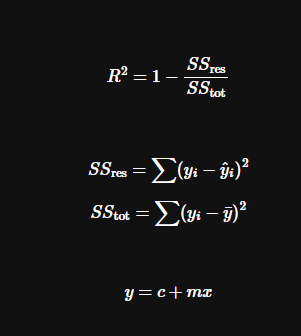 R² = 1 − SS_res / SS_tot
SS_res = ∑(yᵢ − ŷᵢ)²
SS_tot = ∑(yᵢ − ȳ)²
y = c + mx